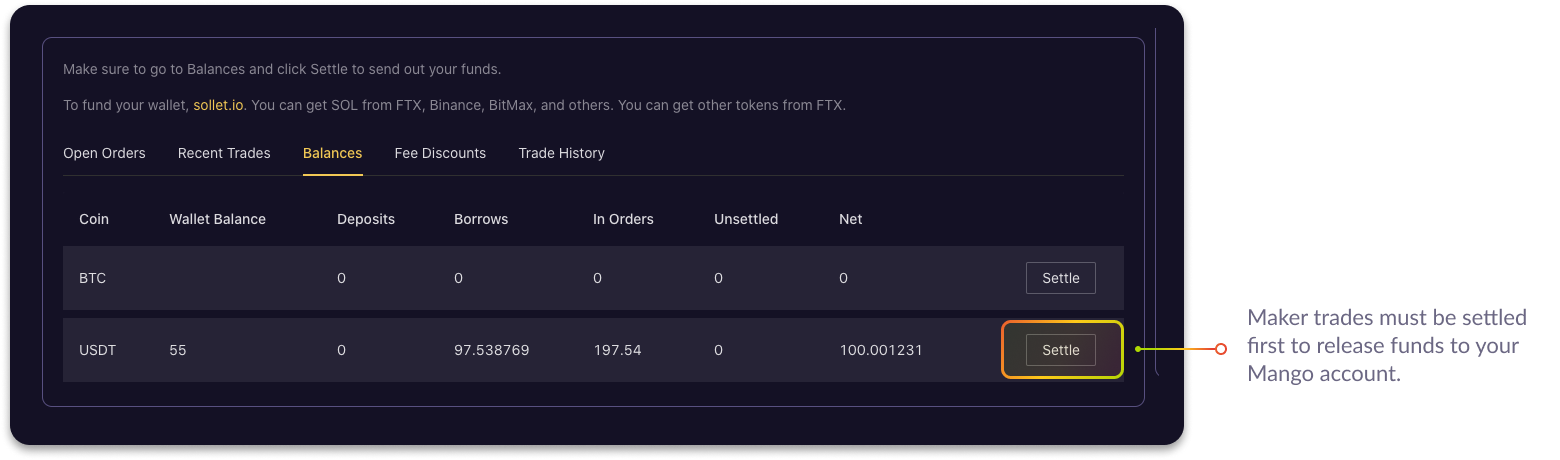 Make sure to go to Balances and click Settle to send out your funds.
To fund your wallet, sollet.io. You can get SOL from FTX, Binance, BitMax, and others. You can get other tokens from FTX.
Open Orders Recent Trades Balances Fee Discounts Trade History
Coin Wallet Balance Deposits Borrows In Orders Unsettled Net
BTC 0 0 0 0 0 Settle
USDT 55 0 97.538769 197.54 0 100.001231 Settle
Maker trades must be settled
first to release funds to your
Mango account.